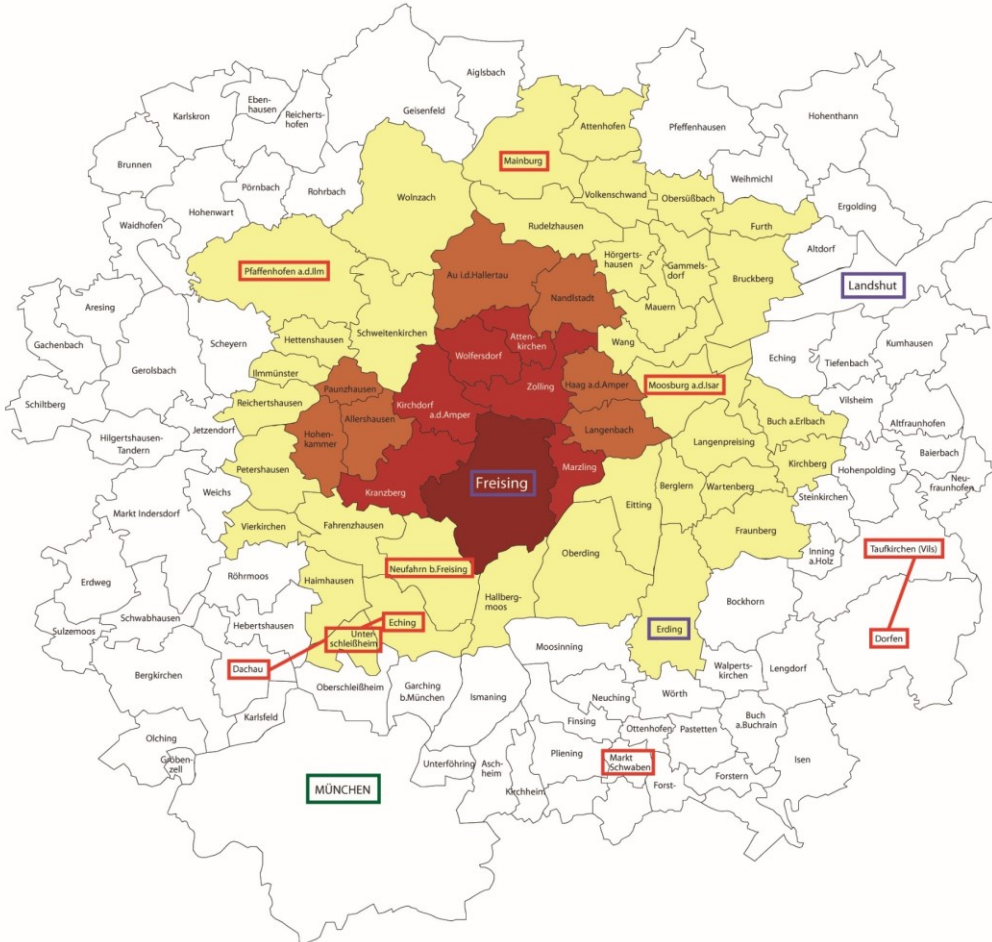 Aiglsbach
Eben-
hausen
Karlskron
Reicherts-
hofen
Geisenfeld
Attenhofen
Pfeffenhausen
Hohenthann
Brunnen
Mainburg
Weihmichl
Pörnbach
Rohrbach
Wolnzach
Volkenschwand
Obersüßbach
Hohenwart
Ergolding
Waidhofen
Rudelzhausen
Furth
Altdorf
Pfaffenhofen a.d.Ilm
Au i.d.Hallertau
Hörgerts-
hausen
Gammels-
dorf
Bruckberg
Landshut
Aresing
Nandlstadt
Mauern
Gachenbach
Scheyern
Hettenshausen
Schweitenkirchen
Atten-
kirchen
Wang
Kumhausen
Wolfersdorf
Eching
Tiefenbach
Gerolsbach
Ilmmünster
Paunzhausen
Zolling
Haag a.d.Amper
Moosburg a.d.Isar
Schiltberg
Reichertshausen
Kirchdorf
a.d.Amper
Vilsheim
Allershausen
Buch a.Erlbach
Altfraunhofen
Jetzendorf
Hohen-
kammer
Langenbach
Hilgertshausen-
Tandern
Langenpreising
Baierbach
Petershausen
Marzling
Kirchberg
Hohenpolding
Neu-
fraunhofen
Freising
Berglern
Wartenberg
Weichs
Kranzberg
Steinkirchen
Markt Indersdorf
Vierkirchen
Fahrenzhausen
Eitting
Fraunberg
Oberding
Taufkirchen (Vils)
Inning
a.Holz
Neufahrn b.Freising
Röhrmoos
Haimhausen
Erdweg
Hallberg-
moos
Bockhorn
Schwabhausen
Hebertshausen
Eching
Sulzemoos
Unter-
schleißheim
Erding
Dorfen
Moosinning
Dachau
Bergkirchen
Walperts-
kirchen
Lengdorf
Oberschleißheim
Garching
b.München
Ismaning
Neuching
Wörth
Karlsfeld
Buch
a.Buchrain
Finsing
Ottenhofen
Pastetten
Olching
Pliening
Gröben-
zell
Unterföhring
Asch-
heim
Markt
Schwaben
Isen
Forstern
MÜNCHEN
Kirchheim
Forst-